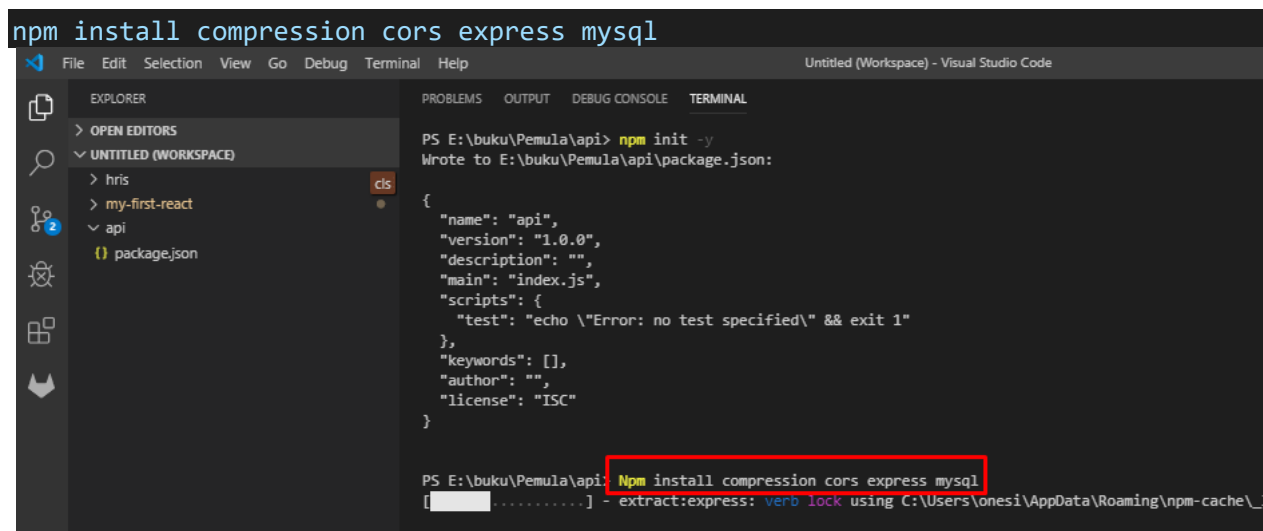 npm install compression cors express mysql
File Edit Selection View Go Debug Terminal Help Untitled (Workspace) - Visual Studio Code
EXPLORER
> OPEN EDITORS
UNTITLED (WORKSPACE)
> hris
cls
> my-first-react
api
{} package.json
2
PROBLEMS OUTPUT DEBUG CONSOLE TERMINAL
PS E:\buku\Pemula\api> npm init -y
Wrote to E:\buku\Pemula\api\package.json:
{
"name": "api",
"version": "1.0.0",
"description": "",
"main": "index.js",
"scripts": {
"test": "echo \"Error: no test specified\" && exit 1"
},
"keywords": [],
"author": "",
"license": "ISC"
}
PS E:\buku\Pemula\api> Npm install compression cors express mysql
[ ...........] - extract:express: verb lock using C:\Users\onesi\AppData\Roaming\npm-cache\_